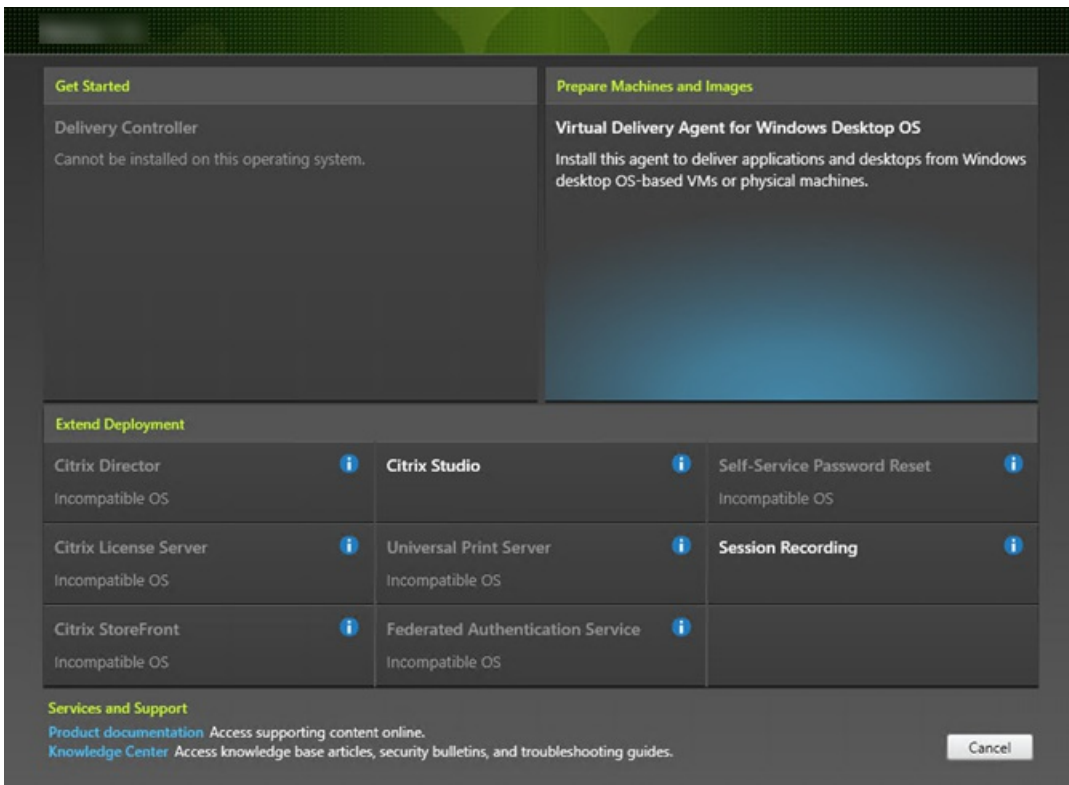 Get Started
Prepare Machines and Images
Delivery Controller
Cannot be installed on this operating system.
Virtual Delivery Agent for Windows Desktop OS
Install this agent to deliver applications and desktops from Windows
desktop OS-based VMs or physical machines.
Extend Deployment
Citrix Director
Incompatible OS
Citrix Studio
Self-Service Password Reset
Incompatible OS
Citrix License Server
Incompatible OS
Universal Print Server
Incompatible OS
Session Recording
Citrix StoreFront
Incompatible OS
Federated Authentication Service
Incompatible OS
Services and Support
Product documentation Access supporting content online.
Knowledge Center Access knowledge base articles, security bulletins, and troubleshooting guides.
Cancel